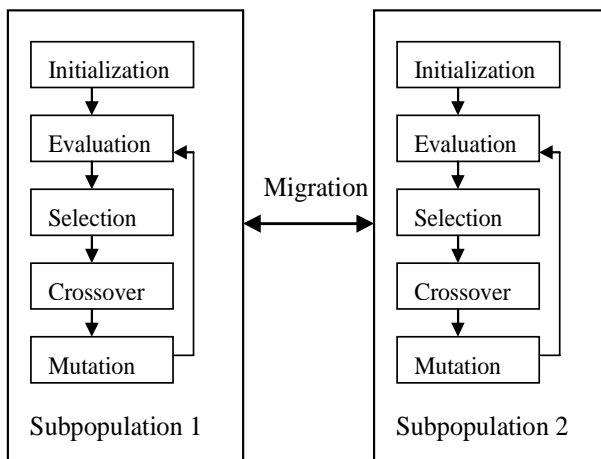 Initialization
Evaluation
Selection
Crossover
Mutation
Subpopulation 1
Migration
Initialization
Evaluation
Selection
Crossover
Mutation
Subpopulation 2